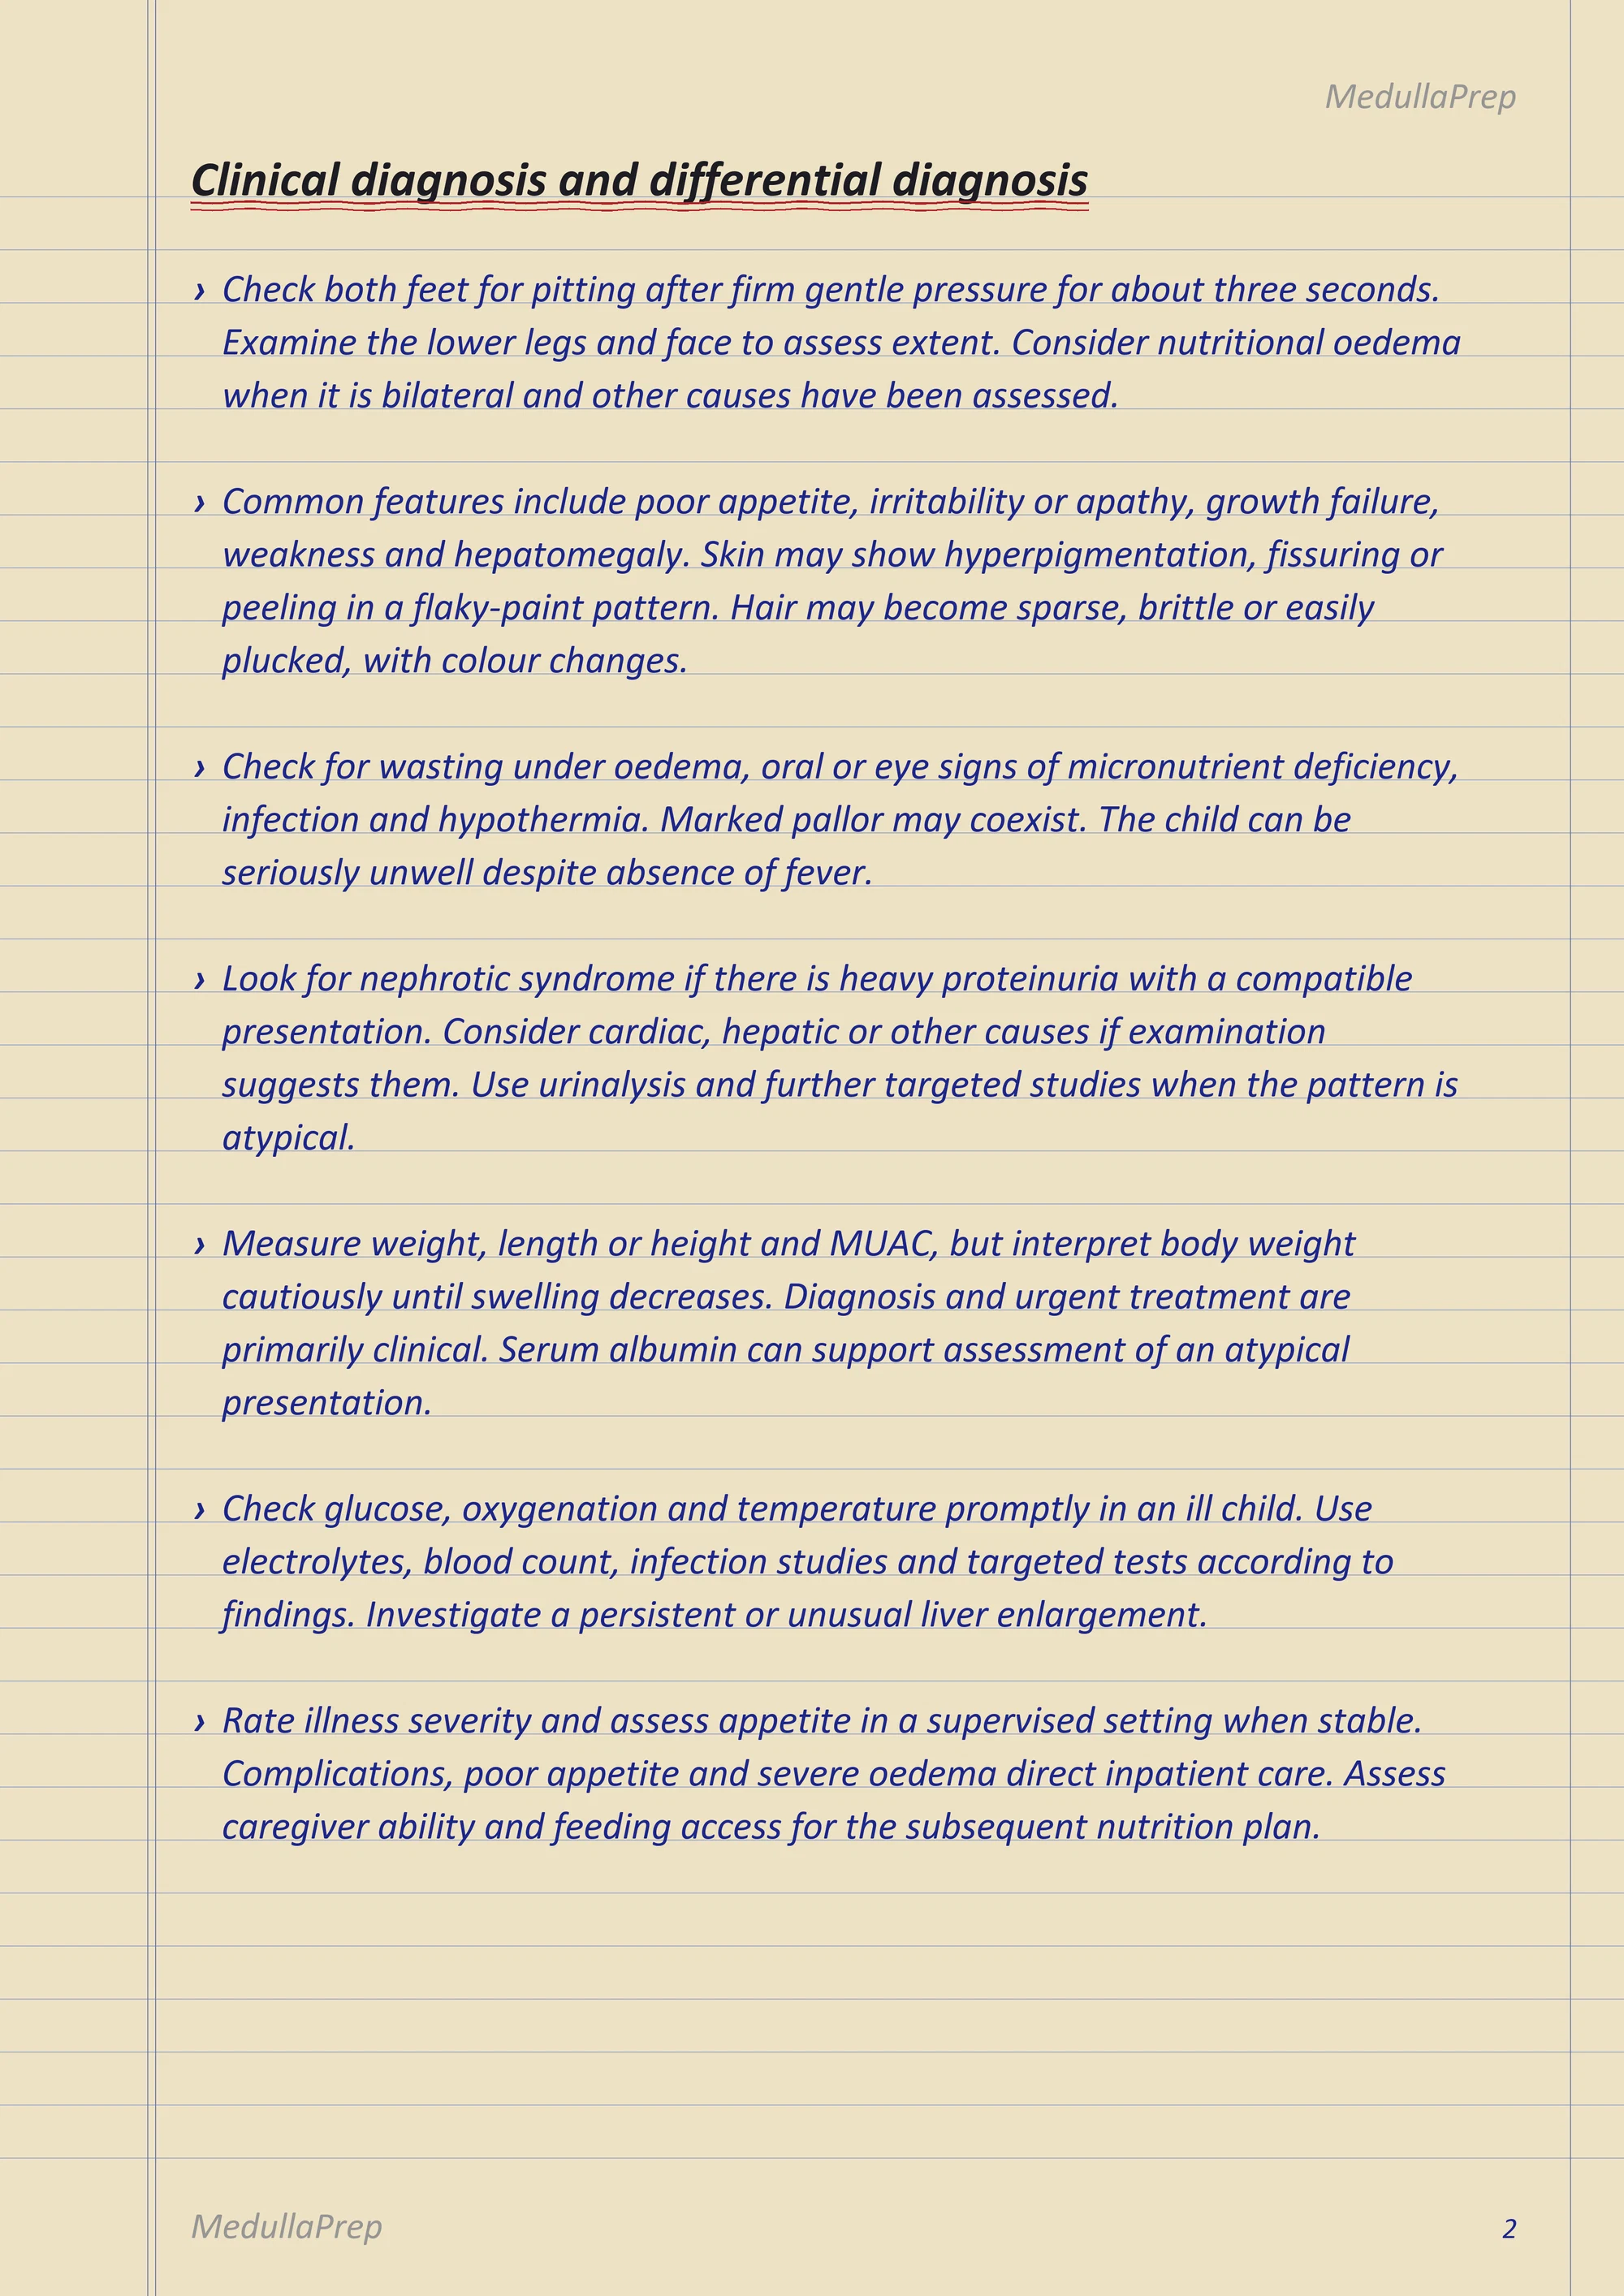 MedullaPrep
Clinical diagnosis and differential diagnosis
› Check both feet for pitting after firm gentle pressure for about three seconds.
Examine the lower legs and face to assess extent. Consider nutritional oedema
when it is bilateral and other causes have been assessed.
› Common features include poor appetite, irritability or apathy, growth failure,
weakness and hepatomegaly. Skin may show hyperpigmentation, fissuring or
peeling in a flaky-paint pattern. Hair may become sparse, brittle or easily
plucked, with colour changes.
› Check for wasting under oedema, oral or eye signs of micronutrient deficiency,
infection and hypothermia. Marked pallor may coexist. The child can be
seriously unwell despite absence of fever.
› Look for nephrotic syndrome if there is heavy proteinuria with a compatible
presentation. Consider cardiac, hepatic or other causes if examination
suggests them. Use urinalysis and further targeted studies when the pattern is
atypical.
› Measure weight, length or height and MUAC, but interpret body weight
cautiously until swelling decreases. Diagnosis and urgent treatment are
primarily clinical. Serum albumin can support assessment of an atypical
presentation.
› Check glucose, oxygenation and temperature promptly in an ill child. Use
electrolytes, blood count, infection studies and targeted tests according to
findings. Investigate a persistent or unusual liver enlargement.
› Rate illness severity and assess appetite in a supervised setting when stable.
Complications, poor appetite and severe oedema direct inpatient care. Assess
caregiver ability and feeding access for the subsequent nutrition plan.
MedullaPrep
2